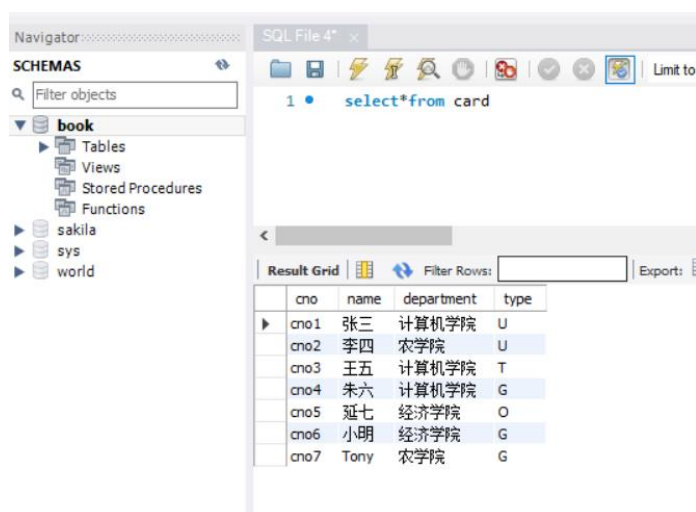 Navigator
SCHEMAS
Filter objects
book
Tables
Views
Stored Procedures
Functions
sakila
sys
world
SQL File 4* ×
Limit to
1 select*from card
Result Grid Filter Rows: Export:
cno name department type
cno1 张三 计算机学院 U
cno2 李四 农学院 U
cno3 王五 计算机学院 T
cno4 朱六 计算机学院 G
cno5 延七 经济学院 O
cno6 小明 经济学院 G
cno7 Tony 农学院 G